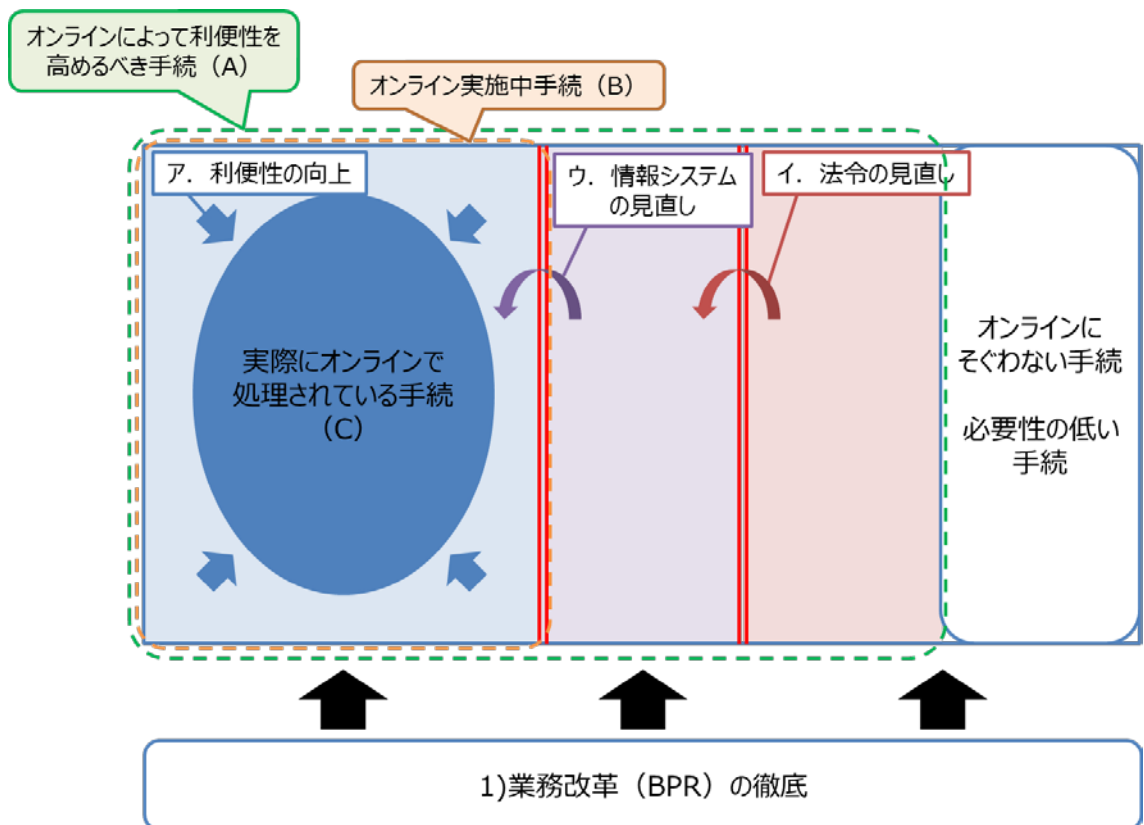 オンラインによって利便性を
高めるべき手続（A）
オンライン実施中手続（B）
ア．利便性の向上
ウ．情報システム
の見直し
イ．法令の見直し
実際にオンラインで
処理されている手続
（C）
オンラインに
そぐわない手続
必要性の低い
手続
1)業務改革（BPR）の徹底